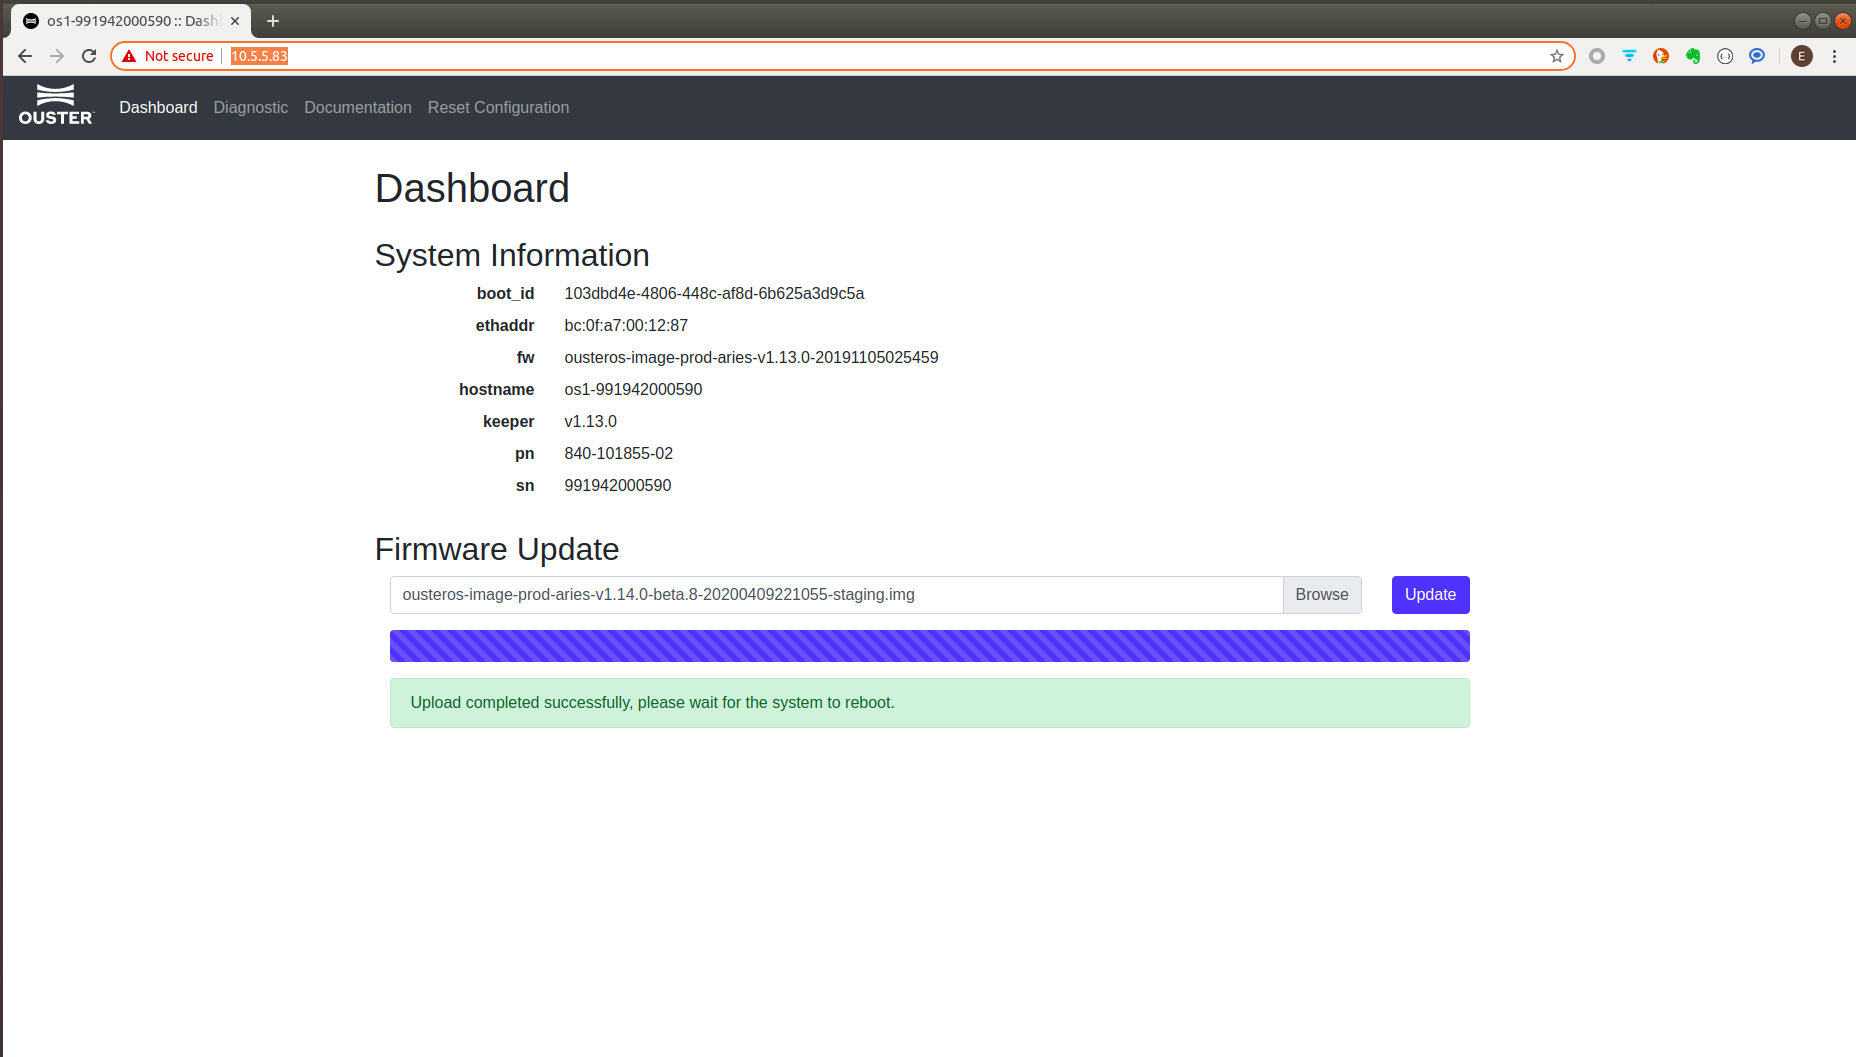 os1-991942000590 :: Dash
Not secure 10.5.5.83
E
OUSTER Dashboard Diagnostic Documentation Reset Configuration
Dashboard
System Information
boot_id 103dbd4e-4806-448c-af8d-6b625a3d9c5a
ethaddr bc:0f:a7:00:12:87
fw ousteros-image-prod-aries-v1.13.0-20191105025459
hostname os1-991942000590
keeper v1.13.0
pn 840-101855-02
sn 991942000590
Firmware Update
ousteros-image-prod-aries-v1.14.0-beta.8-20200409221055-staging.img Browse Update
Upload completed successfully, please wait for the system to reboot.